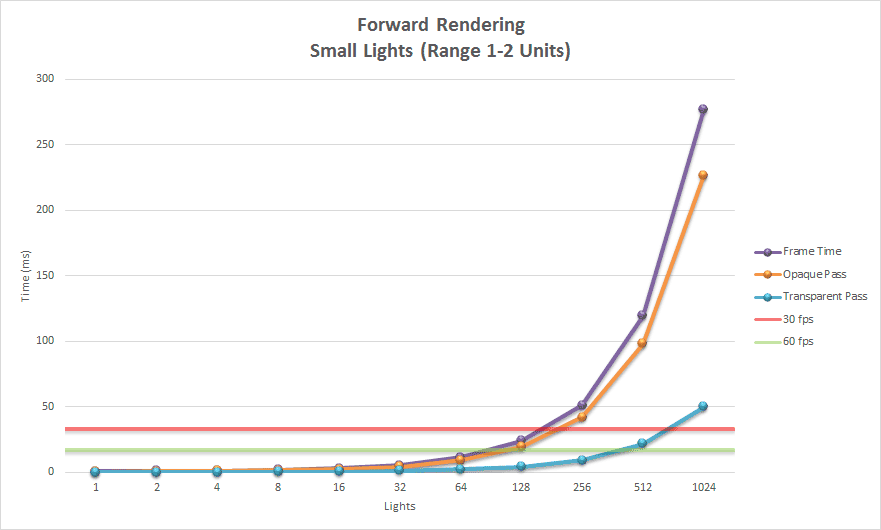 Forward Rendering
Small Lights (Range 1-2 Units)
300
250
200
150
100
50
0
Time (ms)
1 2 4 8 16 32 64 128 256 512 1024
Lights
Frame Time
Opaque Pass
Transparent Pass
30 fps
60 fps